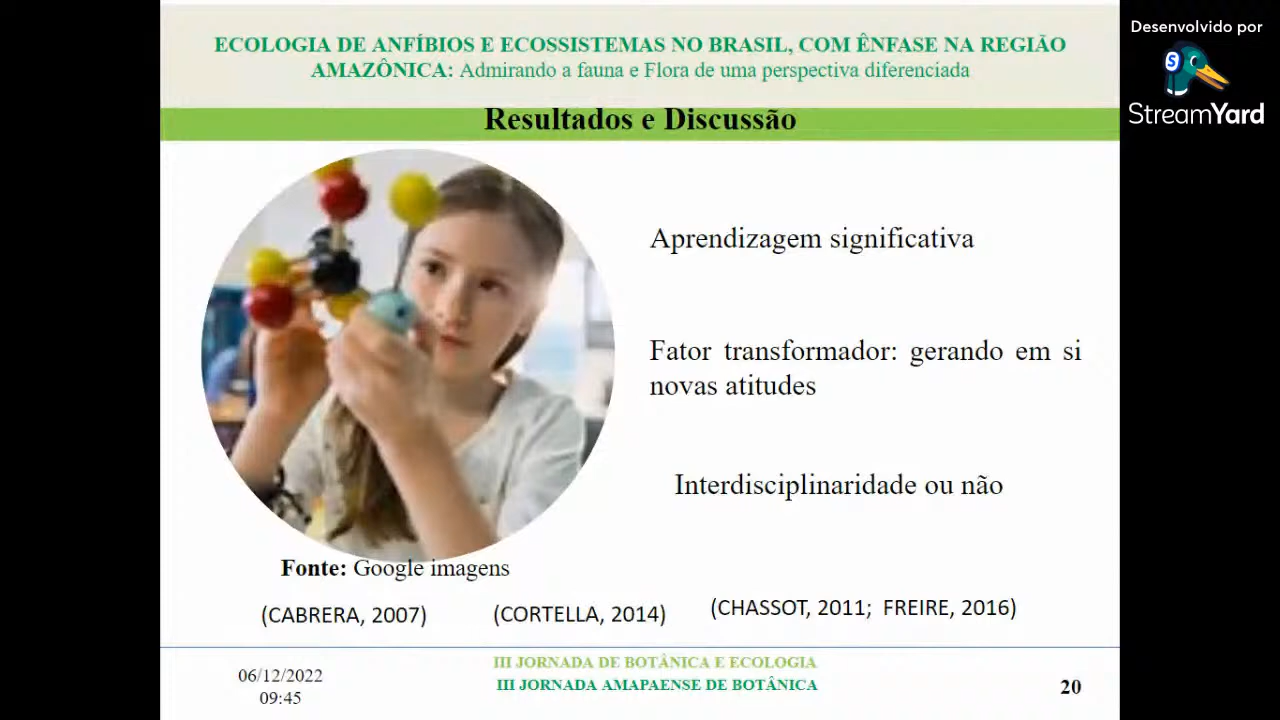 Desenvolvido por
StreamYard
ECOLOGIA DE ANFÍBIOS E ECOSSISTEMAS NO BRASIL, COM ÊNFASE NA REGIÃO
AMAZÔNICA: Admirando a fauna e Flora de uma perspectiva diferenciada
Resultados e Discussão
Aprendizagem significativa
Fator transformador: gerando em si
novas atitudes
Interdisciplinaridade ou não
Fonte: Google imagens
(CABRERA, 2007)
(CORTELLA, 2014)
(CHASSOT, 2011; FREIRE, 2016)
06/12/2022
09:45
III JORNADA DE BOTÂNICA E ECOLOGIA
III JORNADA AMAPAENSE DE BOTÂNICA
20